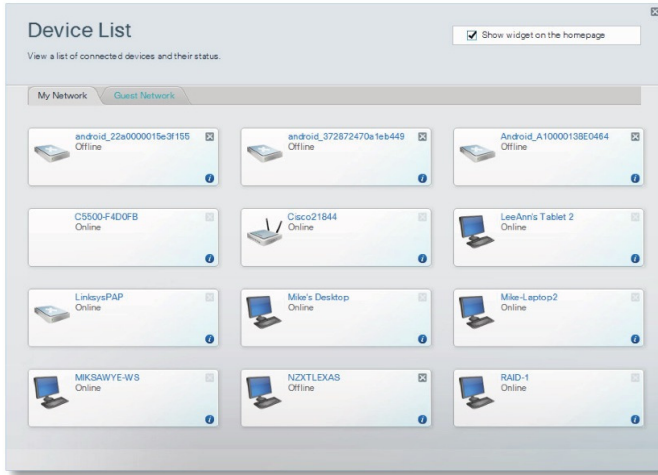 Device List
Show widget on the homepage
View a list of connected devices and their status.
My Network
Guest Network
android_22a0000015e3f155
Offline
android_372872470a1eb449
Offline
Android_A10000138E0464
Offline
C5500-F4D0FB
Online
Cisco21844
Online
LeeAnn's Tablet 2
Online
LinksysPAP
Online
Mike's Desktop
Online
Mike-Laptop2
Online
MIKSAWYE-WS
Online
NZXTLEXAS
Offline
RAID-1
Online